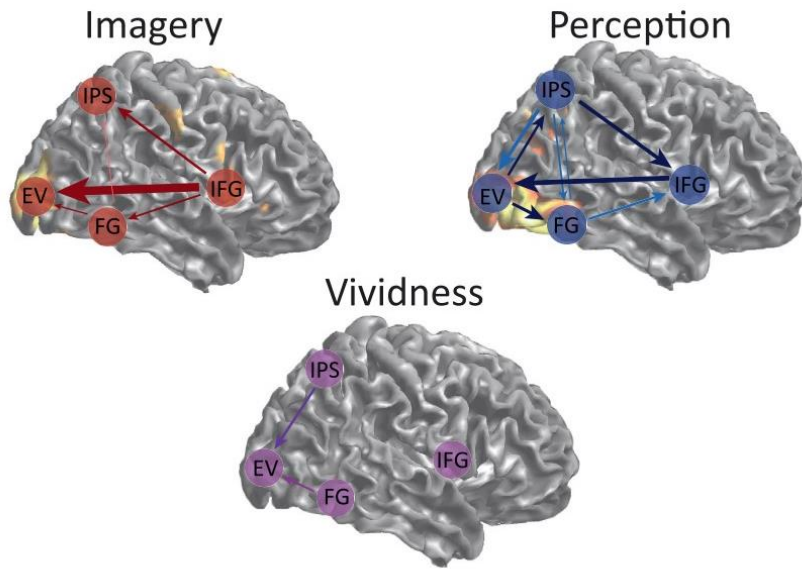 Imagery
Perception
IPS
IFG
EV
FG
IPS
IFG
EV
FG
Vividness
IPS
IFG
EV
FG